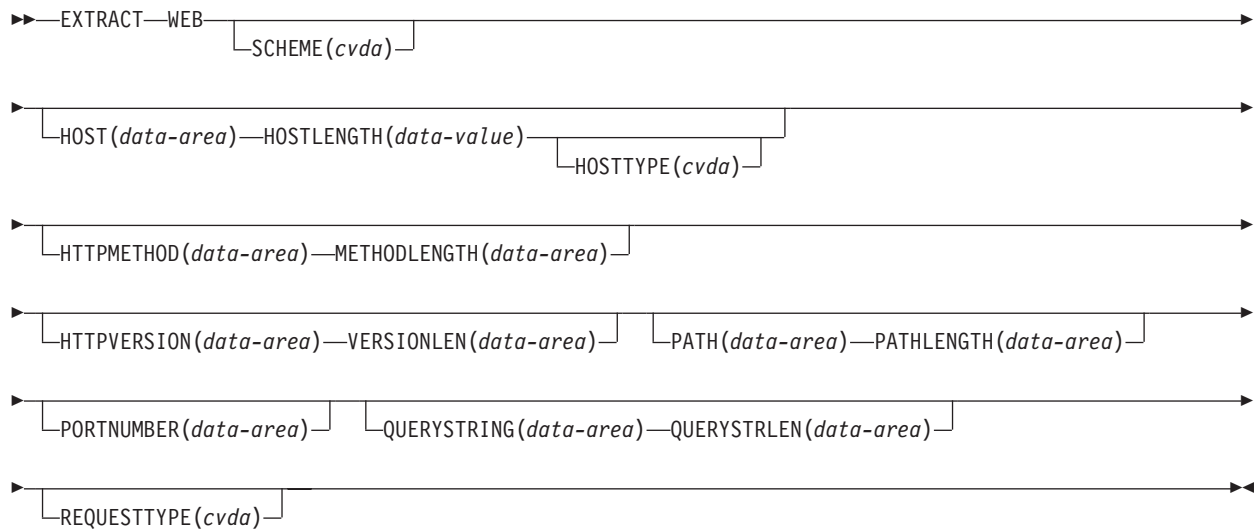 EXTRACT WEB
SCHEME(cvda)
HOST(data-area) HOSTLENGTH(data-value)
HOSTTYPE(cvda)
HTTPMETHOD(data-area) METHODLENGTH(data-area)
HTTPVERSION(data-area) VERSIONLEN(data-area) PATH(data-area) PATHLENGTH(data-area)
PORTNUMBER(data-area) QUERYSTRING(data-area) QUERYSTRLEN(data-area)
REQUESTTYPE(cvda)